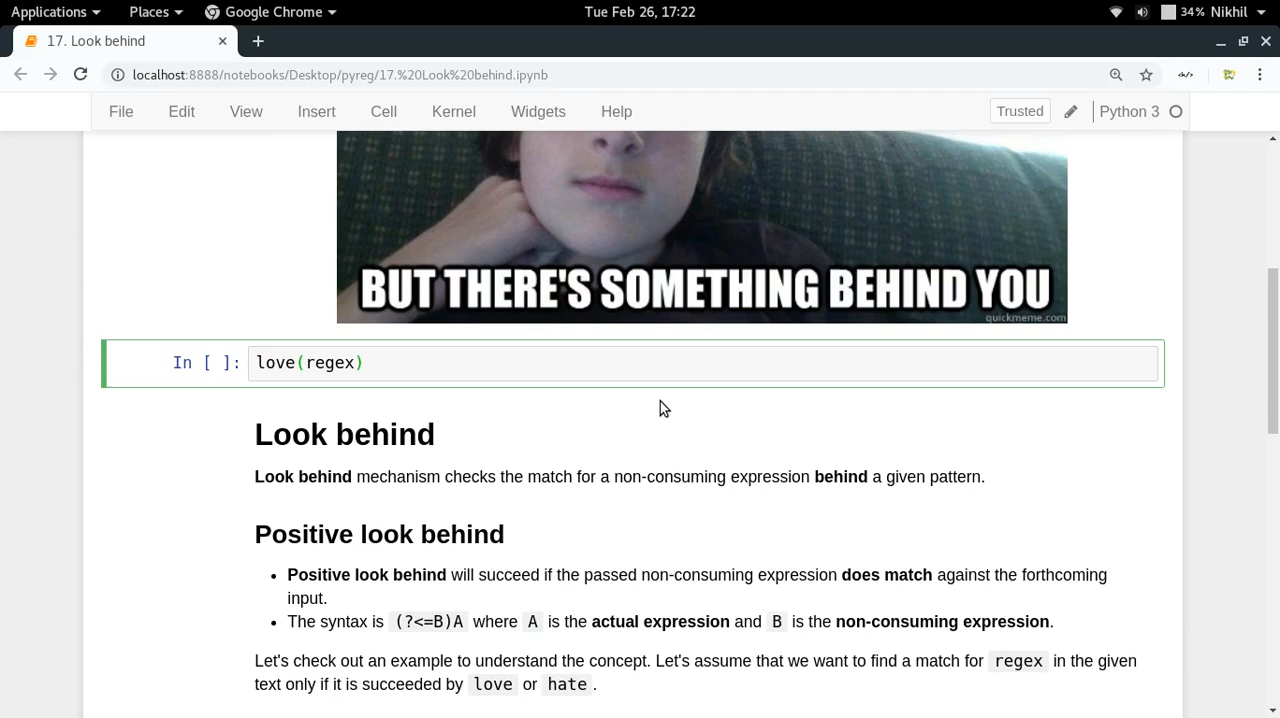 Applications Places Google Chrome Tue Feb 26, 17:22 34% Nikhil
17. Look behind
localhost:8888/notebooks/Desktop/pyreg/17.%20Look%20behind.ipynb
File Edit View Insert Cell Kernel Widgets Help Trusted Python 3
BUT THERE'S SOMETHING BEHIND YOU
quickmeme.com
In [ ]: love(regex)
Look behind
Look behind mechanism checks the match for a non-consuming expression behind a given pattern.
Positive look behind
• Positive look behind will succeed if the passed non-consuming expression does match against the forthcoming
input.
• The syntax is (?<=B)A where A is the actual expression and B is the non-consuming expression.
Let's check out an example to understand the concept. Let's assume that we want to find a match for regex in the given
text only if it is succeeded by love or hate .